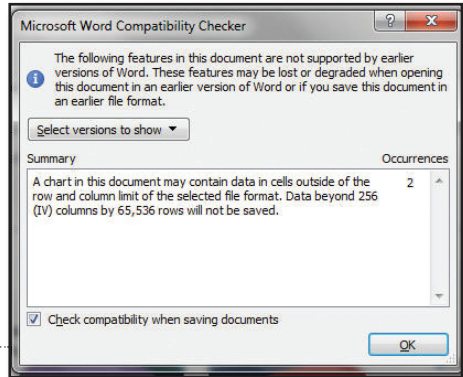 Microsoft Word Compatibility Checker
The following features in this document are not supported by earlier
versions of Word. These features may be lost or degraded when opening
this document in an earlier version of Word or if you save this document in
an earlier file format.
Select versions to show
Summary Occurrences
A chart in this document may contain data in cells outside of the 2
row and column limit of the selected file format. Data beyond 256
(IV) columns by 65,536 rows will not be saved.
Check compatibility when saving documents
OK